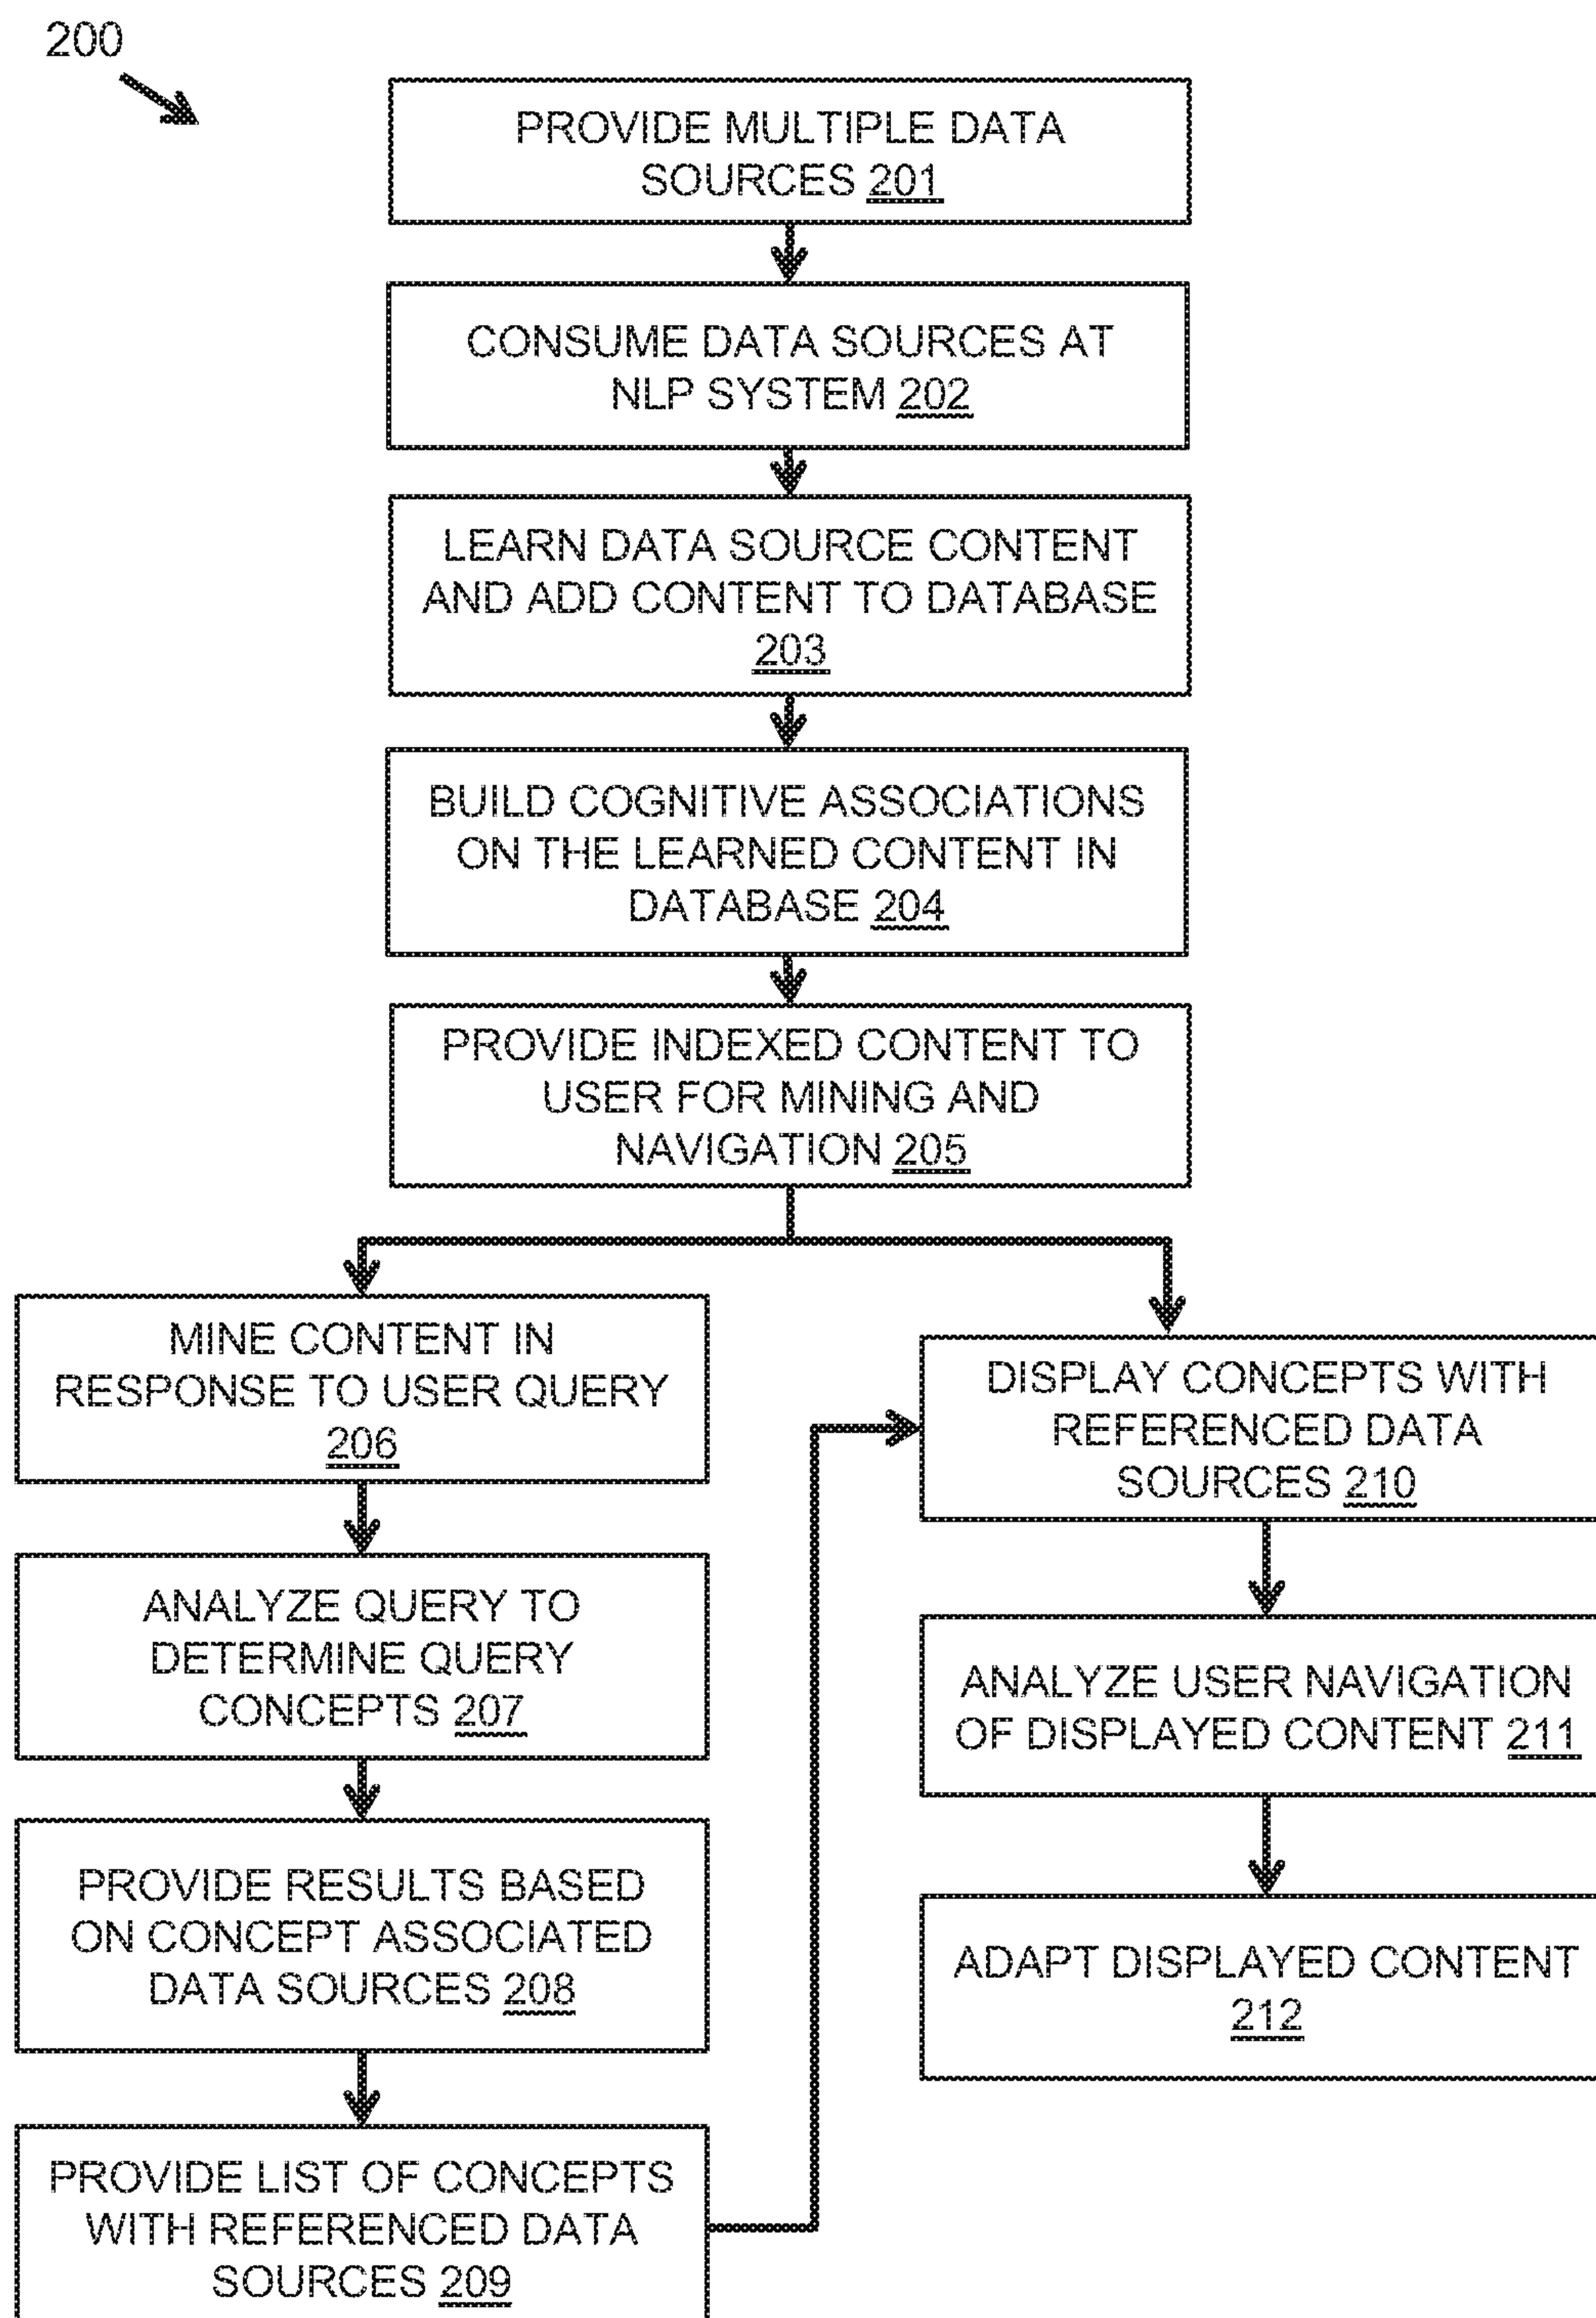 200
PROVIDE MULTIPLE DATA
SOURCES 201
CONSUME DATA SOURCES AT
NLP SYSTEM 202
LEARN DATA SOURCE CONTENT
AND ADD CONTENT TO DATABASE
203
BUILD COGNITIVE ASSOCIATIONS
ON THE LEARNED CONTENT IN
DATABASE 204
PROVIDE INDEXED CONTENT TO
USER FOR MINING AND
NAVIGATION 205
MINE CONTENT IN
RESPONSE TO USER QUERY
206
ANALYZE QUERY TO
DETERMINE QUERY
CONCEPTS 207
PROVIDE RESULTS BASED
ON CONCEPT ASSOCIATED
DATA SOURCES 208
PROVIDE LIST OF CONCEPTS
WITH REFERENCED DATA
SOURCES 209
DISPLAY CONCEPTS WITH
REFERENCED DATA
SOURCES 210
ANALYZE USER NAVIGATION
OF DISPLAYED CONTENT 211
ADAPT DISPLAYED CONTENT
212